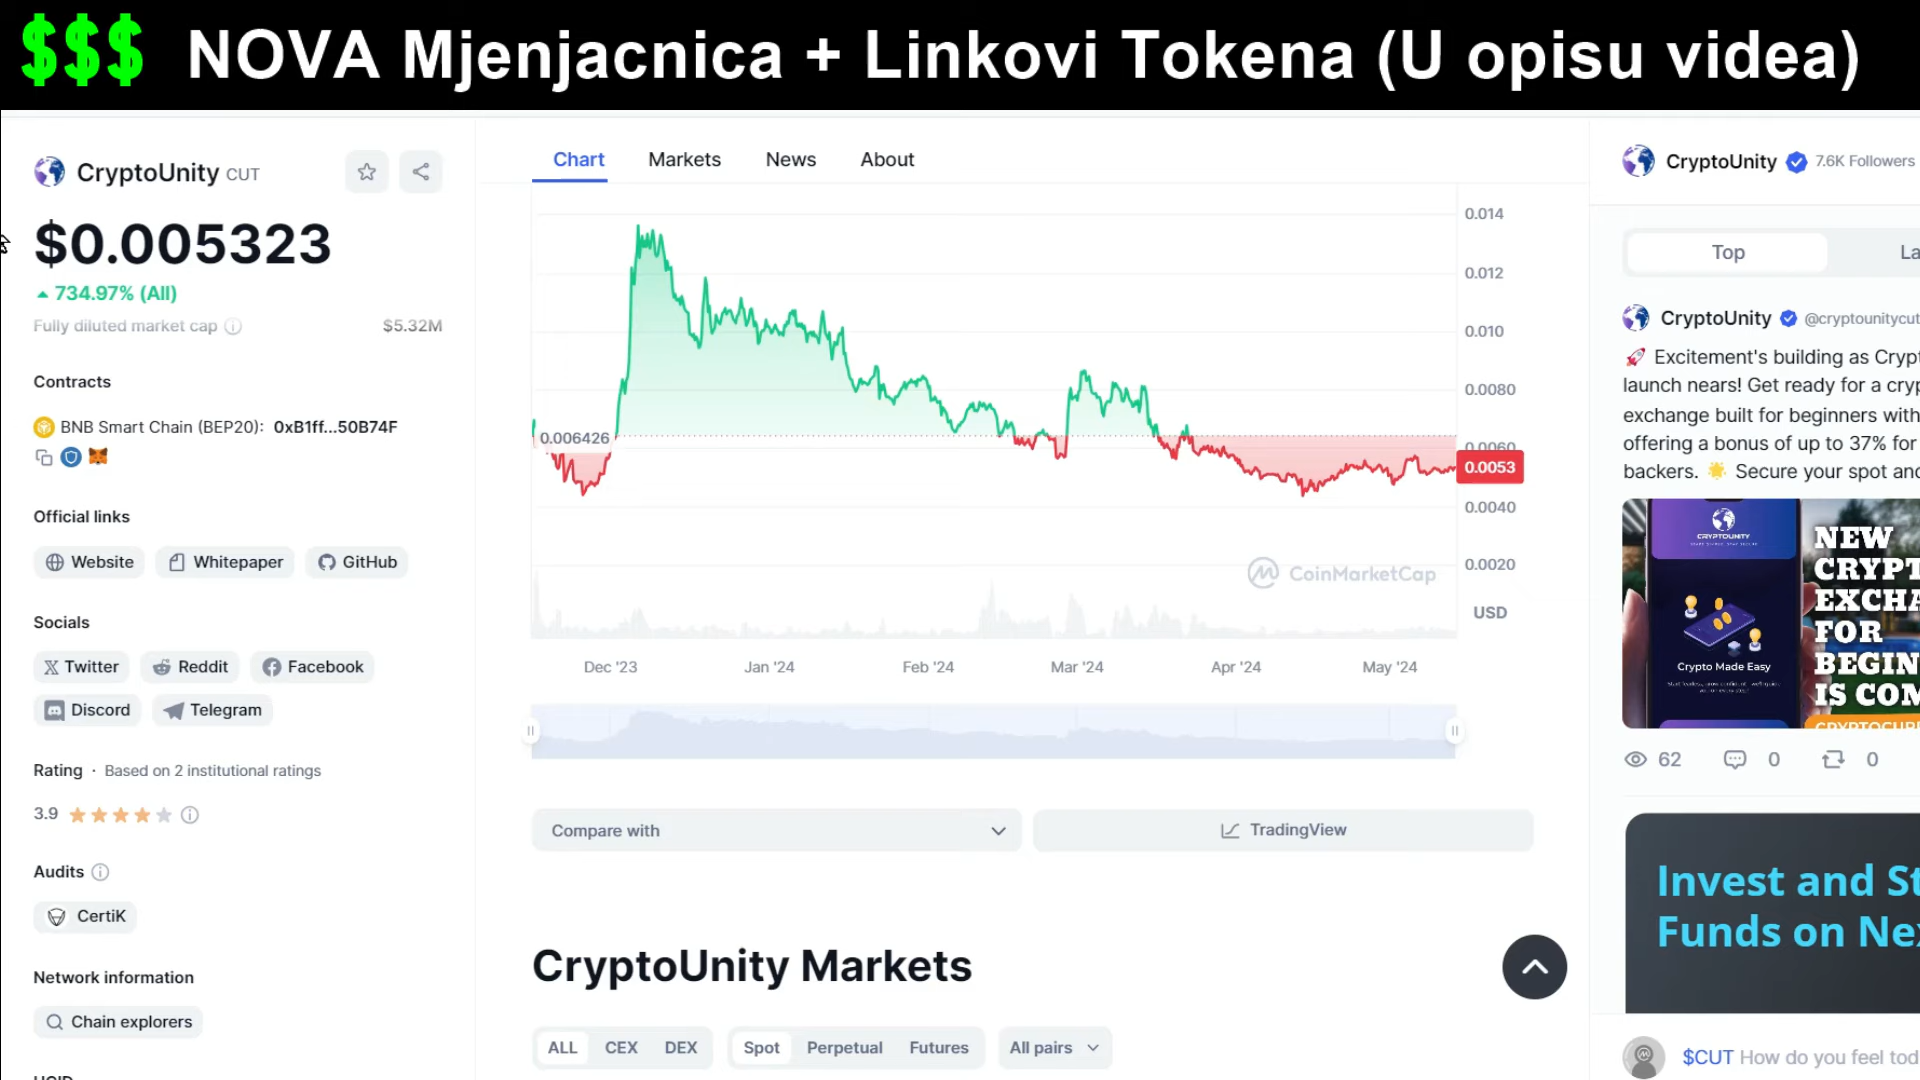 $$$ NOVA Mjenjacnica + Linkovi Tokena (U opisu videa)
CryptoUnity CUT
$0.005323
734.97% (All)
Fully diluted market cap $5.32M
Contracts
BNB Smart Chain (BEP20): 0xB1ff...50B74F
Official links
Website Whitepaper GitHub
Socials
Twitter Reddit Facebook
Discord Telegram
Rating · Based on 2 institutional ratings
3.9
Audits
CertiK
Network information
Chain explorers
Chart Markets News About
0.014
0.012
0.010
0.0080
0.006426
0.0060
0.0053
0.0040
0.0020
CoinMarketCap
USD
Dec '23 Jan '24 Feb '24 Mar '24 Apr '24 May '24
Compare with TradingView
CryptoUnity Markets
ALL CEX DEX Spot Perpetual Futures All pairs
CryptoUnity 7.6K Followers
Top La
CryptoUnity @cryptounitycut
🚀 Excitement's building as Crypt
launch nears! Get ready for a cryp
exchange built for beginners with
offering a bonus of up to 37% for
backers. 🌟 Secure your spot and
CRYPTOUNITY
Crypto Made Easy
NEW
CRYPT
EXCHA
FOR
BEGIN
IS COM
62 0 0
Invest and St
Funds on Nex
$CUT How do you feel tod